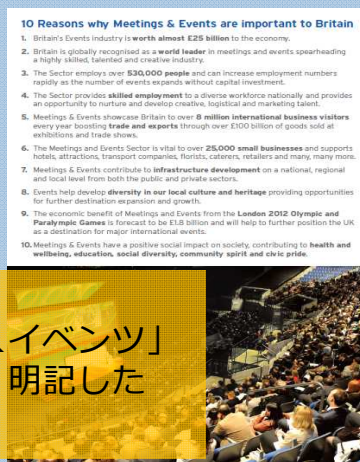 10 Reasons why Meetings & Events are important to Britain
1. Britain's Events industry is worth almost £25 billion to the economy.
2. Britain is globally recognised as a world leader in meetings and events spearheading
a highly skilled, talented and creative industry.
3. The Sector employs over 530,000 people and can increase employment numbers
rapidly as the number of events expands without capital investment.
4. The Sector provides skilled employment to a diverse workforce nationally and provides
an opportunity to nurture and develop creative, logistical and marketing talent.
5. Meetings & Events showcase Britain to over 8 million international business visitors
every year boosting trade and exports through over £100 billion of goods sold at
exhibitions and trade shows.
6. The Meetings and Events Sector is vital to over 25,000 small businesses and supports
hotels, attractions, transport companies, florists, caterers, retailers and many, many more.
7. Meetings & Events contribute to infrastructure development on a national, regional
and local level from both the public and private sectors.
8. Events help develop diversity in our local culture and heritage providing opportunities
for further destination expansion and growth.
9. The economic benefit of Meetings and Events from the London 2012 Olympic and
Paralympic Games is forecast to be £1.8 billion and will help to further position the UK
as a destination for major international events.
10. Meetings & Events have a positive social impact on society, contributing to health and
wellbeing, education, social diversity, community spirit and civic pride.
イベンツ」
明記した